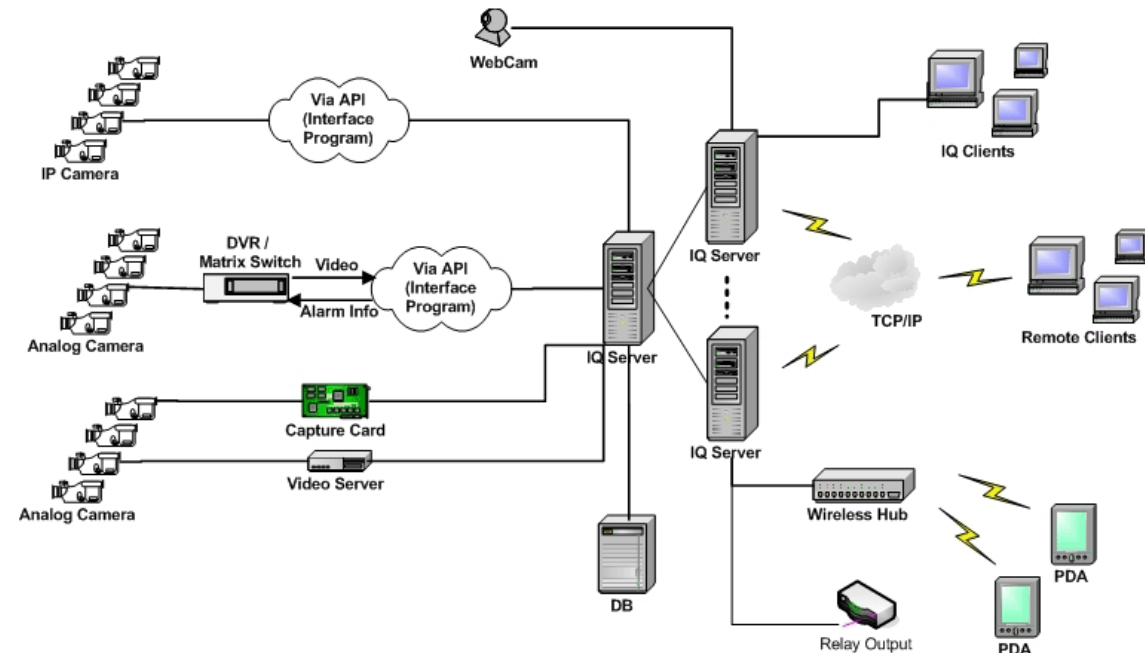 WebCam
Via API
(Interface
Program)
IP Camera
IQ Clients
IQ Server
DVR /
Matrix Switch
Video
Alarm Info
Via API
(Interface
Program)
Analog Camera
IQ Server
TCP/IP
Remote Clients
Capture Card
Video Server
Analog Camera
IQ Server
Wireless Hub
DB
PDA
Relay Output
PDA